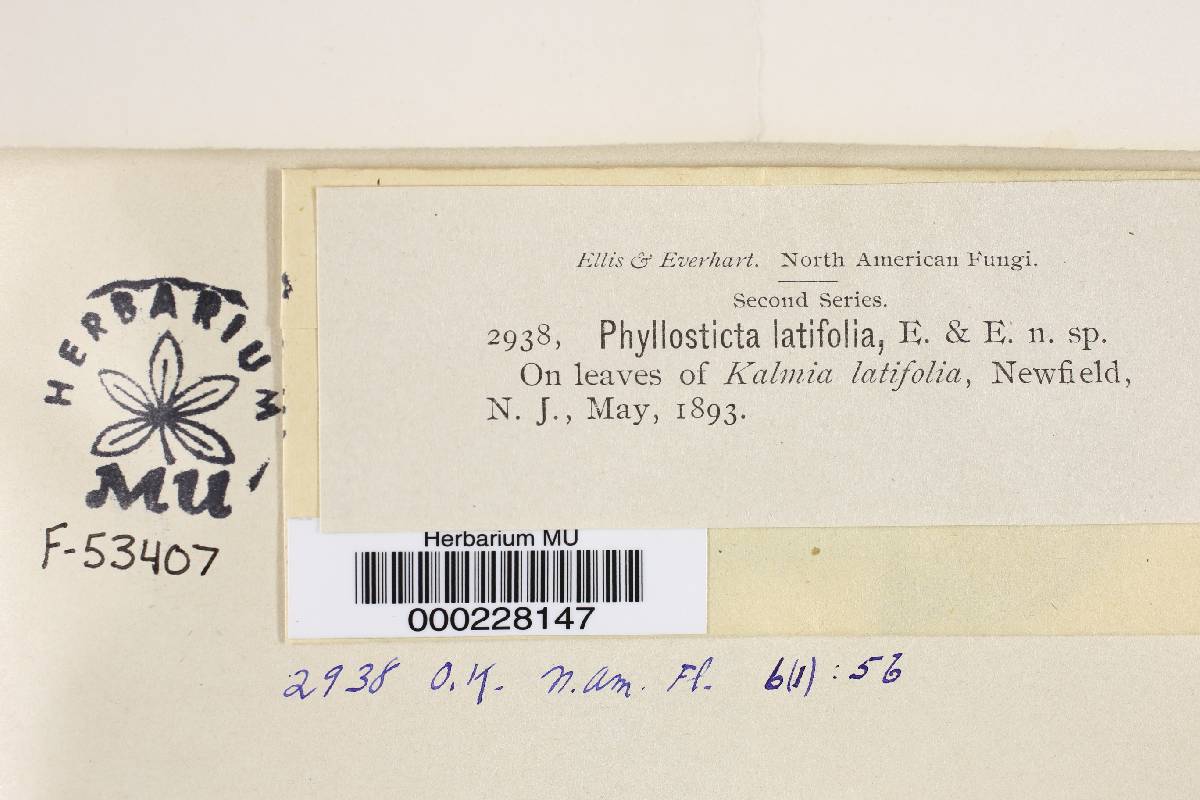 Ellis & Everhart. North American Fungi.
Second Series.
2938, Phyllosticta latifolia, E. & E. n. sp.
On leaves of Kalmia latifolia, Newfield,
N. J., May, 1893.
HERBARIUM
MU
F-53407
Herbarium MU
000228147
2938 O.K. N. Am. Fl. 6(1): 56